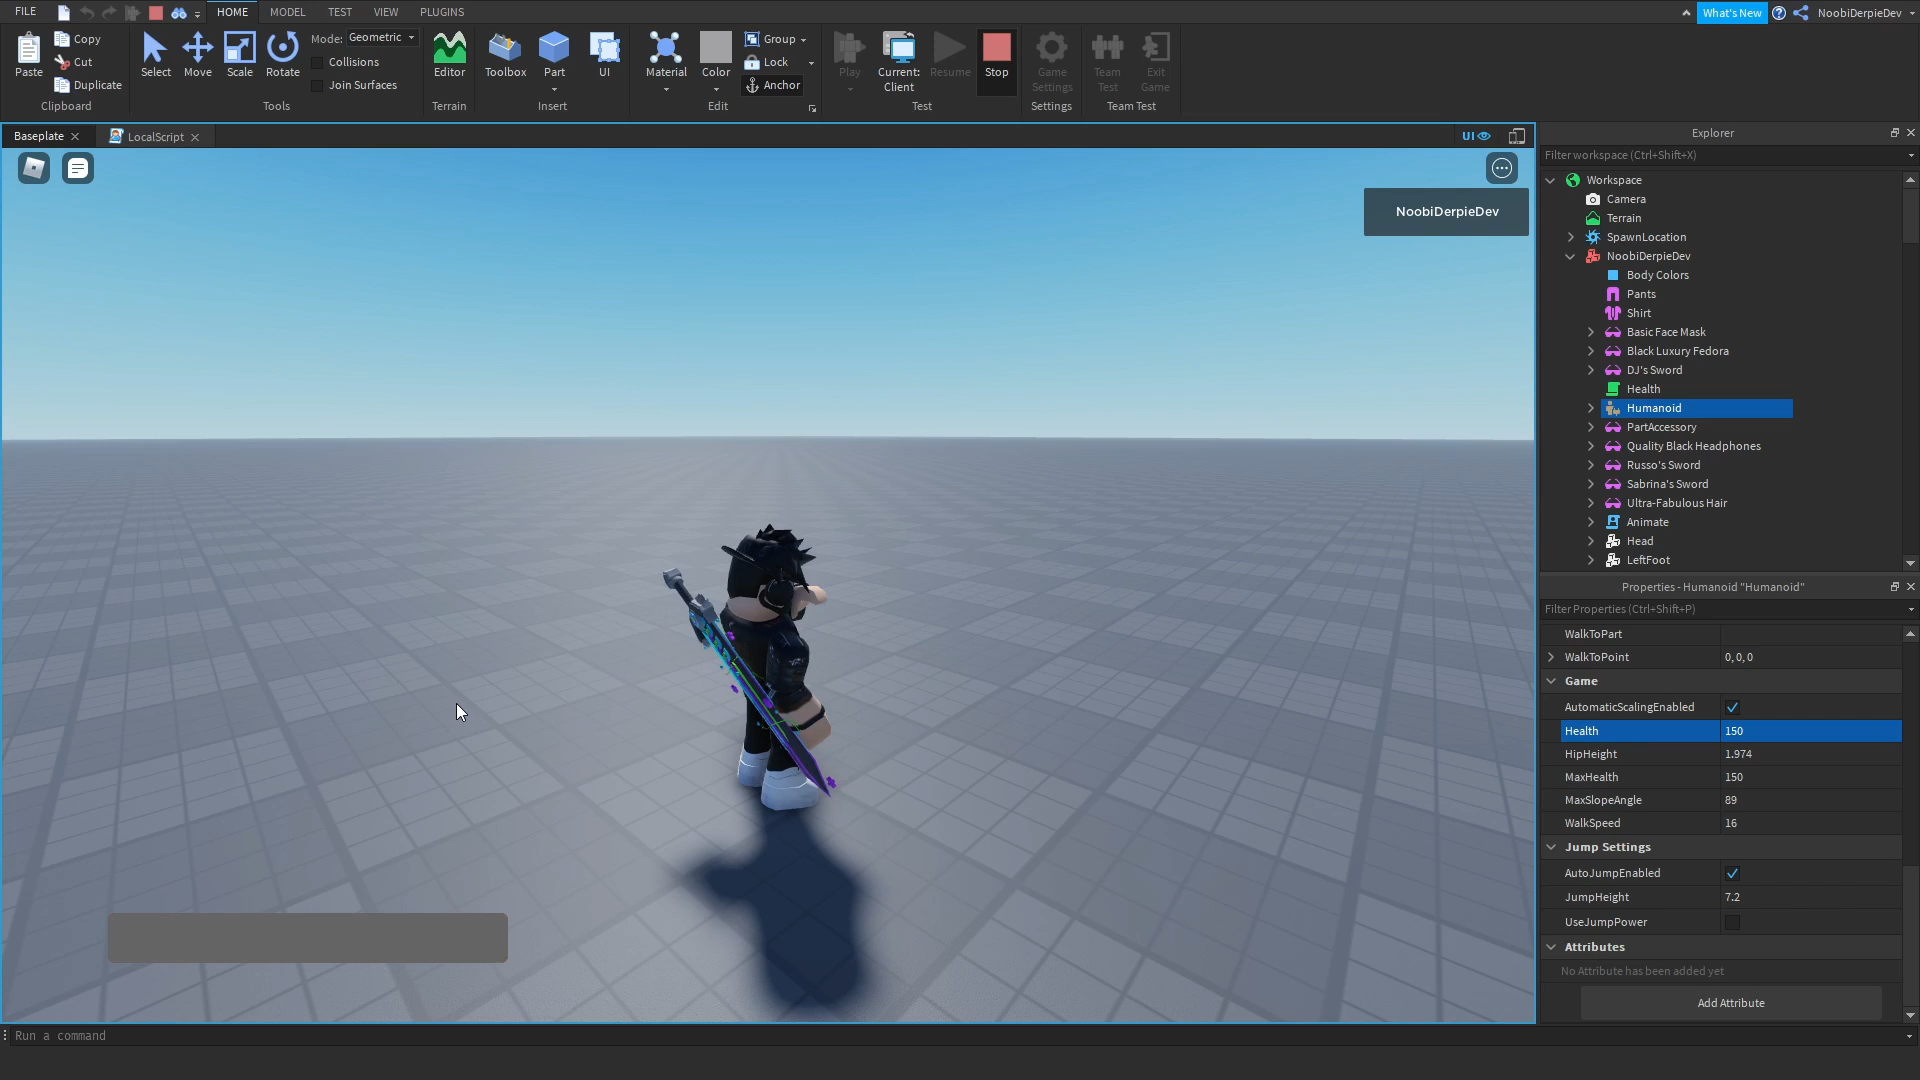 FILE
HOME MODEL TEST VIEW PLUGINS
What's New
NoobiDerpieDev
Paste
Copy
Cut
Duplicate
Clipboard
Select Move Scale Rotate
Mode: Geometric
Collisions
Join Surfaces
Tools
Editor
Terrain
Toolbox Part UI
Insert
Material Color
Group
Lock
Anchor
Edit
Play
Current: Client
Resume Stop
Test
Game Settings
Settings
Team Test
Exit Game
Team Test
Baseplate
LocalScript
UI
NoobiDerpieDev
Explorer
Filter workspace (Ctrl+Shift+X)
Workspace
Camera
Terrain
SpawnLocation
NoobiDerpieDev
Body Colors
Pants
Shirt
Basic Face Mask
Black Luxury Fedora
DJ's Sword
Health
Humanoid
PartAccessory
Quality Black Headphones
Russo's Sword
Sabrina's Sword
Ultra-Fabulous Hair
Animate
Head
LeftFoot
Properties - Humanoid "Humanoid"
Filter Properties (Ctrl+Shift+P)
WalkToPart
WalkToPoint 0, 0, 0
Game
AutomaticScalingEnabled
Health 150
HipHeight 1.974
MaxHealth 150
MaxSlopeAngle 89
WalkSpeed 16
Jump Settings
AutoJumpEnabled
JumpHeight 7.2
UseJumpPower
Attributes
No Attribute has been added yet
Add Attribute
Run a command